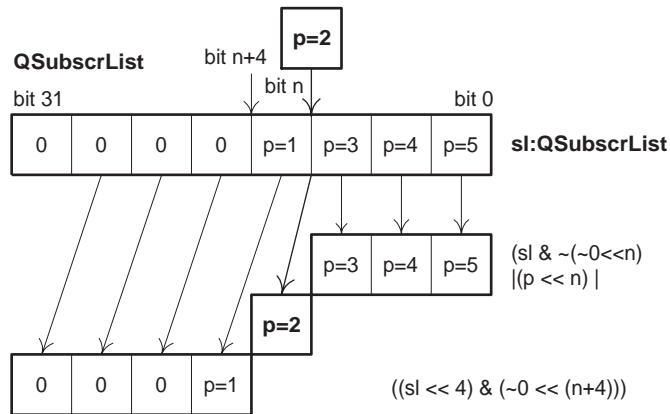 p=2
QSubscrList
bit n+4
bit n
bit 31
bit 0
0 0 0 0 p=1 p=3 p=4 p=5
sl:QSubscrList
p=3 p=4 p=5
(sl & ~(~0<<n)
|(p << n) |
p=2
0 0 0 p=1
((sl << 4) & (~0 << (n+4)))